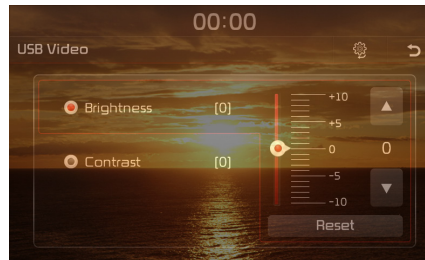 00:00
USB Video
Brightness [0]
Contrast [0]
+10
+5
0
-5
-10
0
Reset